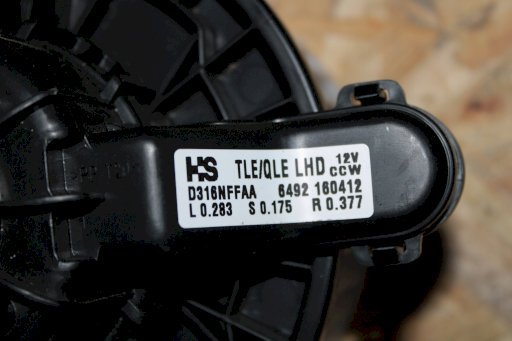 HS TLE/QLE LHD 12V CCW
D316NFFAA 6492 160412
L 0.283 S 0.175 R 0.377